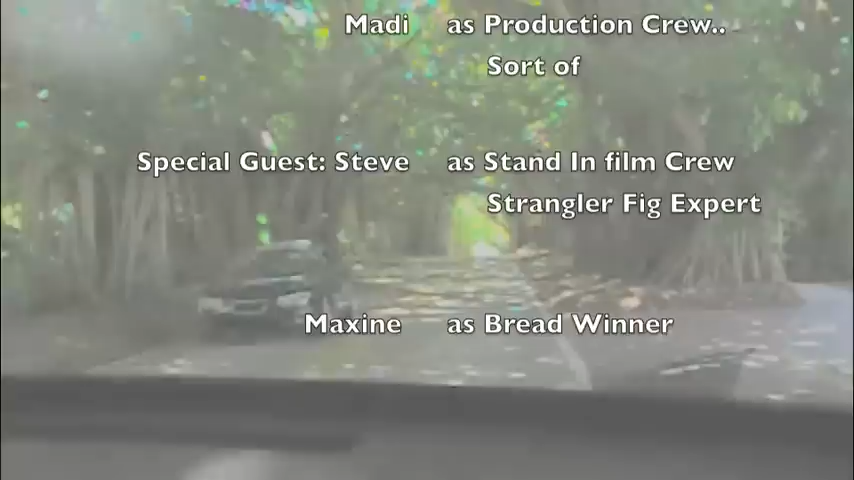 Madi as Production Crew..
Sort of
Special Guest: Steve as Stand In film Crew
Strangler Fig Expert
Maxine as Bread Winner